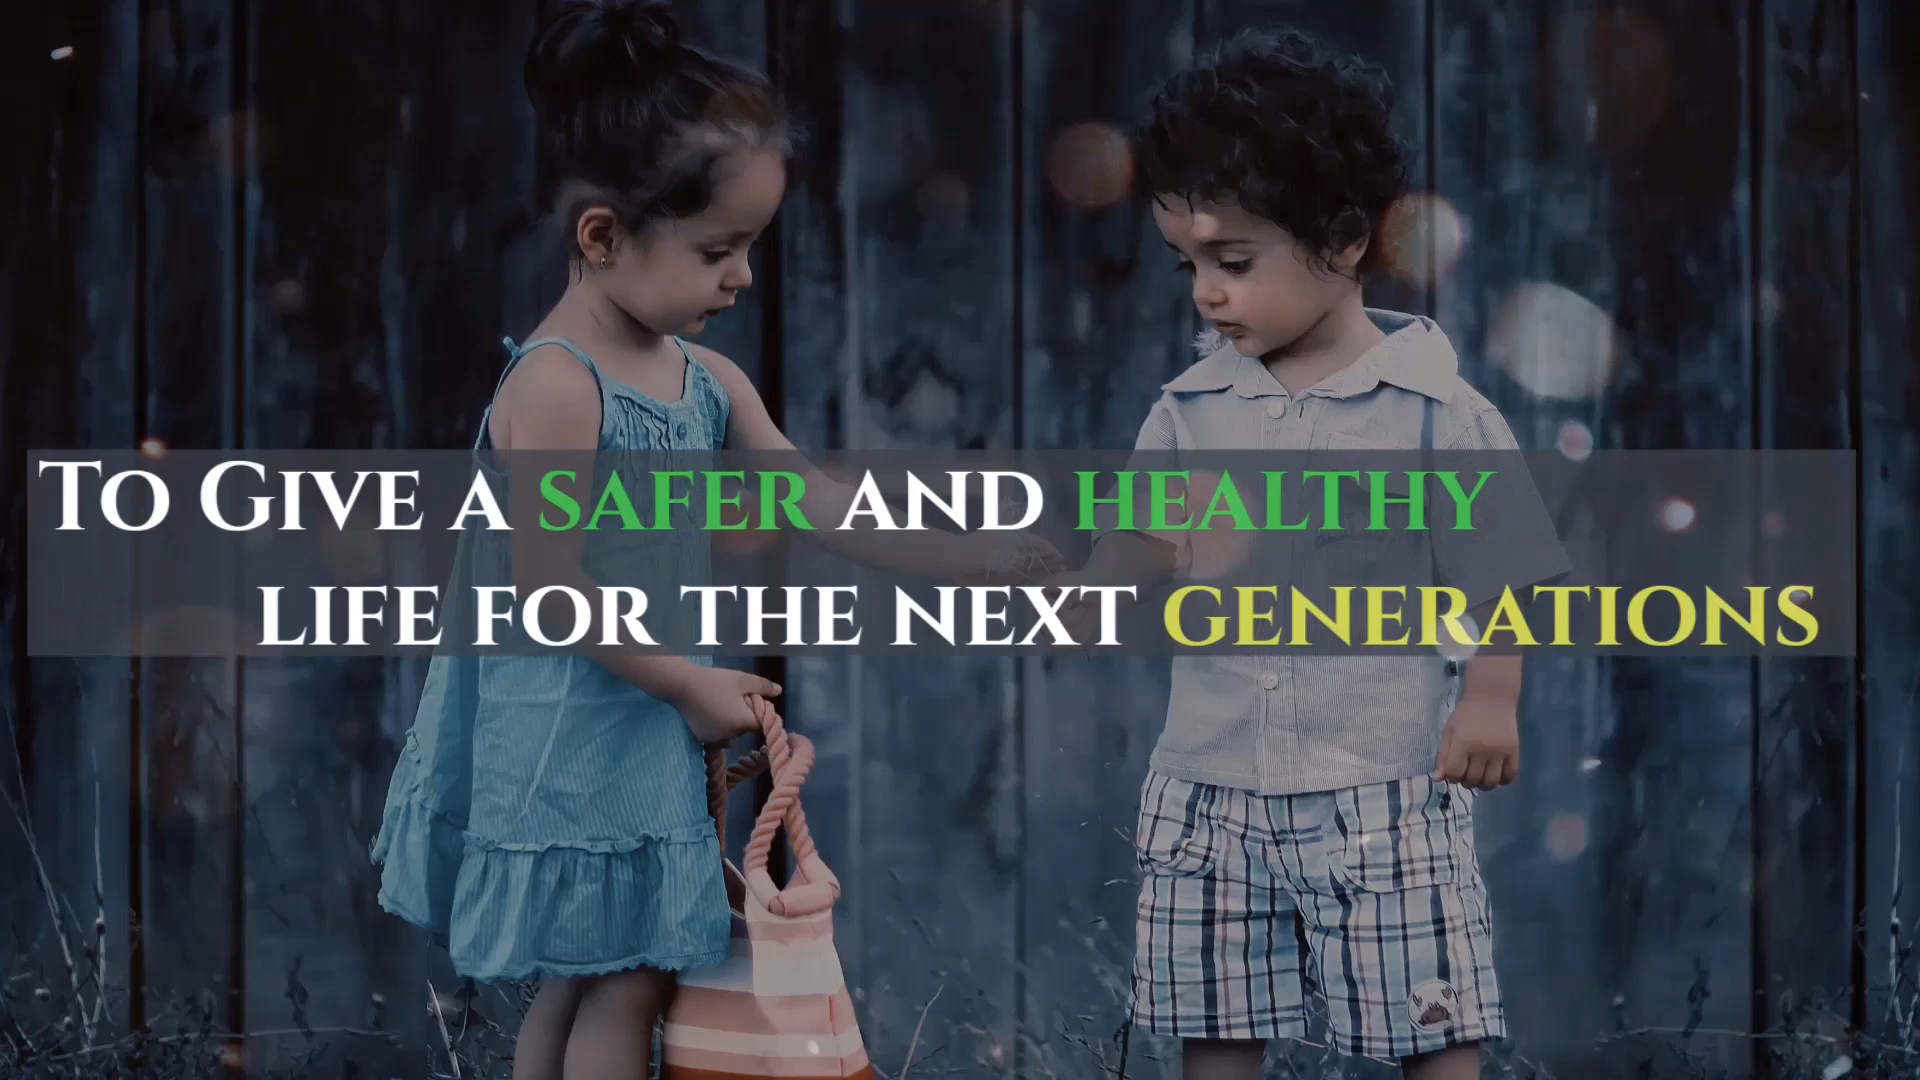 To Give a safer and healthy
life for the next generations